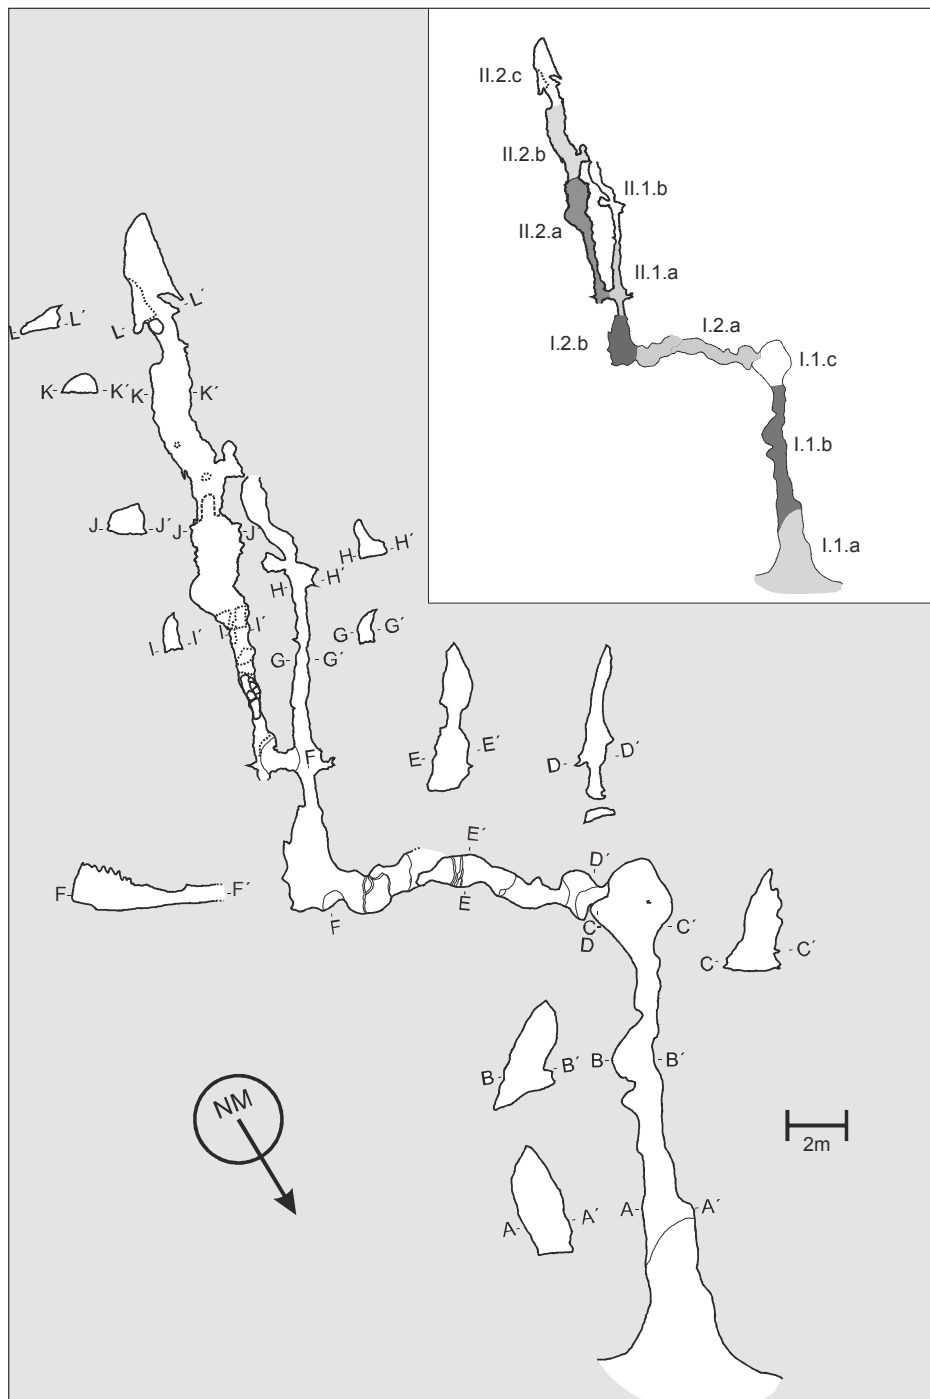 II.2.c
II.2.b
II.1.b
II.2.a
II.1.a
I.2.a
I.2.b
I.1.c
I.1.b
I.1.a
L L´
L L´
K K´ K K´
J J´ J J´
H H´
H H´
I I´ I I´
G G´
G G´
F
E E´
D D´
E´
D´
F F´
E
F
C C´
D
C C´
B B´
B B´
NM
2m
A A´
A A´